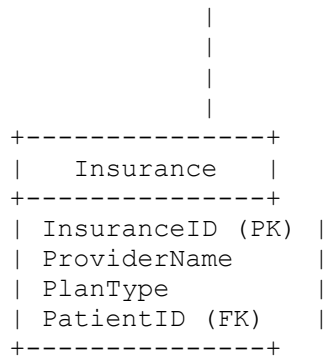 |
|
|
|
+---------------+
|   Insurance   |
+---------------+
| InsuranceID (PK) |
| ProviderName     |
| PlanType         |
| PatientID (FK)   |
+---------------+